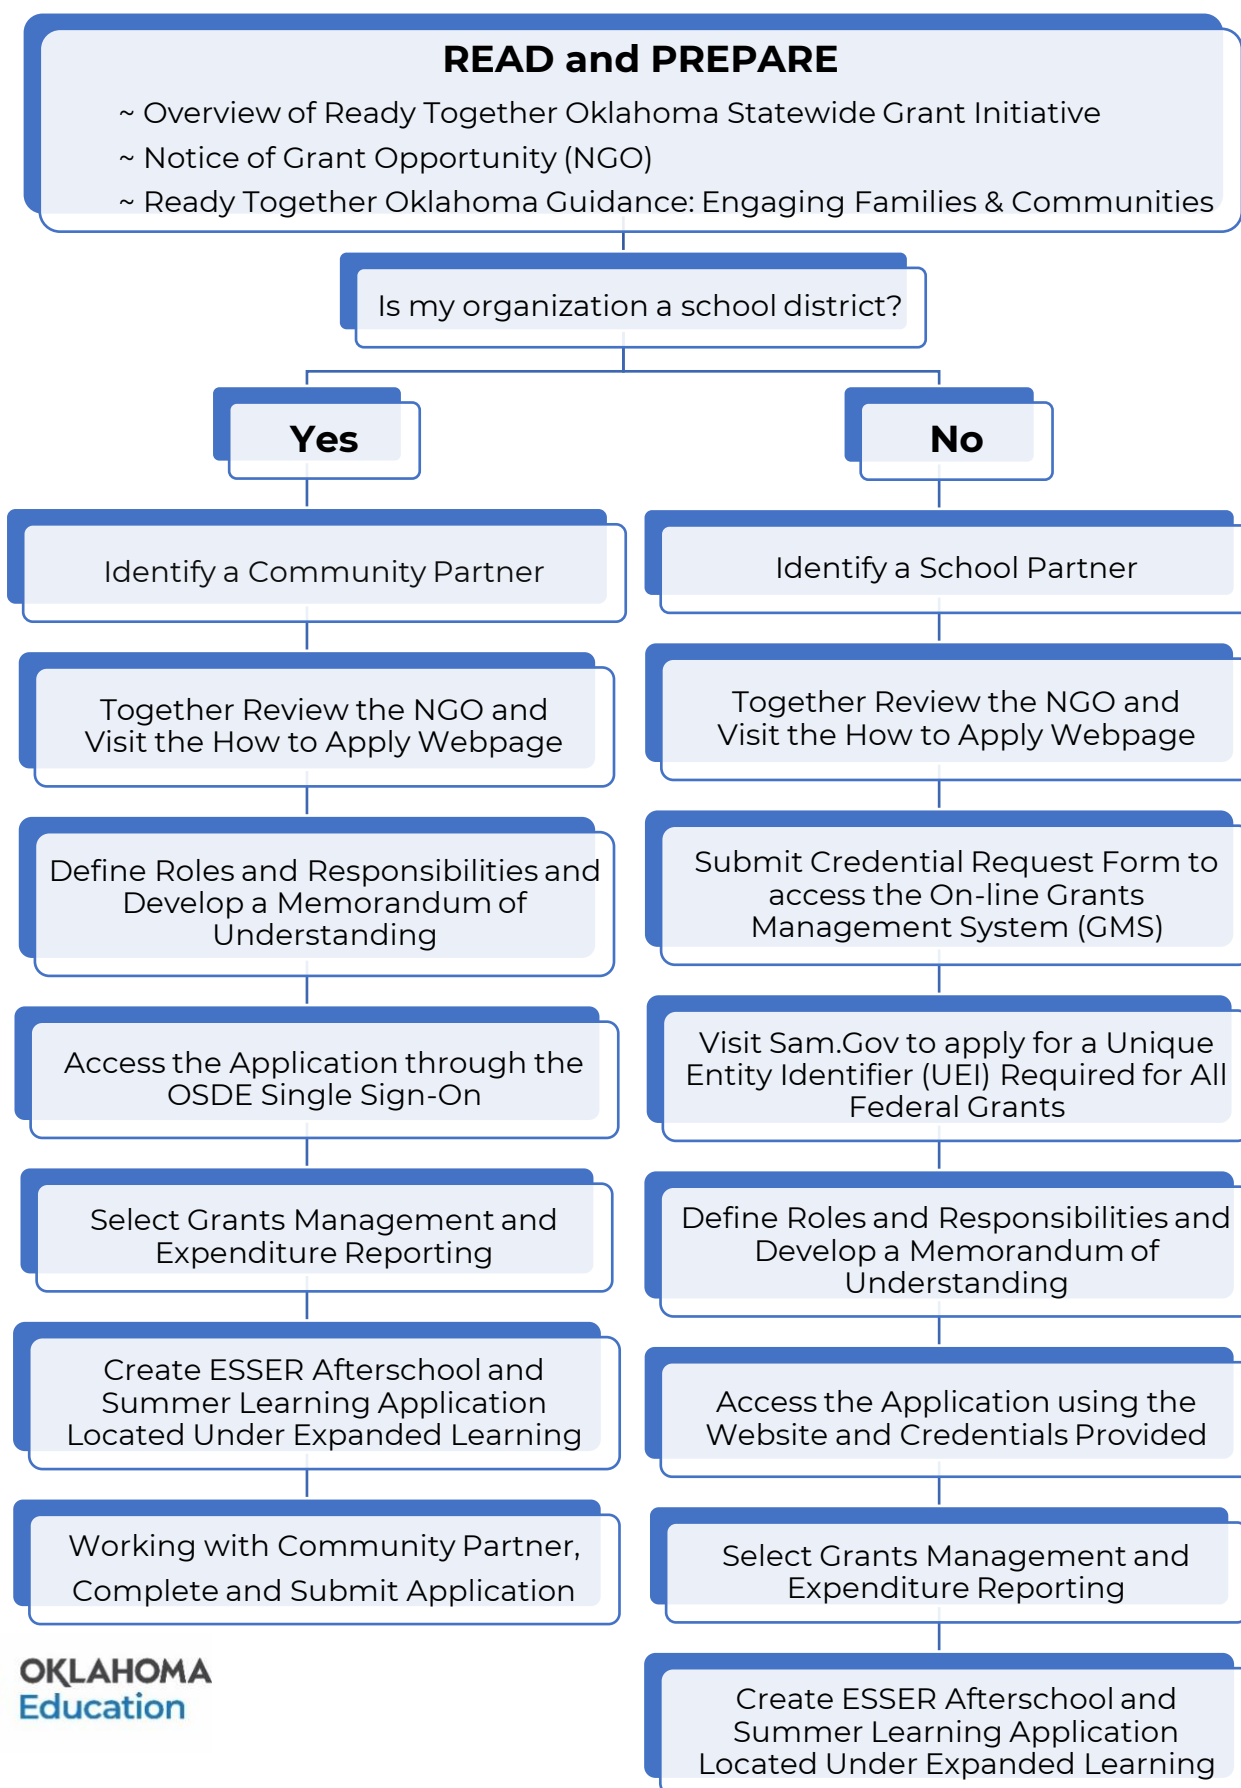 READ and PREPARE
~ Overview of Ready Together Oklahoma Statewide Grant Initiative
~ Notice of Grant Opportunity (NGO)
~ Ready Together Oklahoma Guidance: Engaging Families & Communities
Is my organization a school district?
Yes
Identify a Community Partner
Together Review the NGO and
Visit the How to Apply Webpage
Define Roles and Responsibilities and
Develop a Memorandum of
Understanding
Access the Application through the
OSDE Single Sign-On
Select Grants Management and
Expenditure Reporting
Create ESSER Afterschool and
Summer Learning Application
Located Under Expanded Learning
Working with Community Partner,
Complete and Submit Application
No
Identify a School Partner
Together Review the NGO and
Visit the How to Apply Webpage
Submit Credential Request Form to
access the On-line Grants
Management System (GMS)
Visit Sam.Gov to apply for a Unique
Entity Identifier (UEI) Required for All
Federal Grants
Define Roles and Responsibilities and
Develop a Memorandum of
Understanding
Access the Application using the
Website and Credentials Provided
Select Grants Management and
Expenditure Reporting
Create ESSER Afterschool and
Summer Learning Application
Located Under Expanded Learning
OKLAHOMA
Education